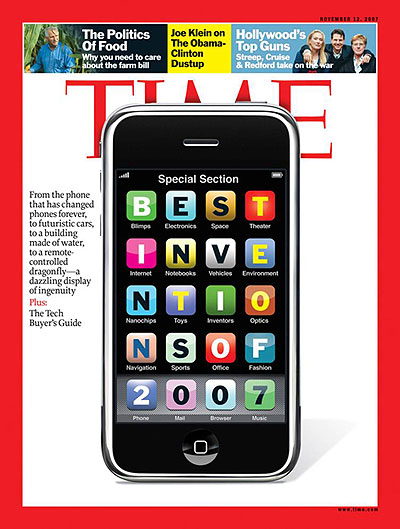 NOVEMBER 12, 2007
The Politics
Of Food
Why you need to care
about the farm bill
Joe Klein on
The Obama-
Clinton
Dustup
Hollywood's
Top Guns
Streep, Cruise
& Redford take on the war
TIME
From the phone
that has changed
phones forever,
to futuristic cars,
to a building
made of water,
to a remote-
controlled
dragonfly—a
dazzling display
of ingenuity
Plus:
The Tech
Buyer's Guide
Special Section
B E S T
Blimps Electronics Space Theater
I N V E
Internet Notebooks Vehicles Environment
N T I O
Nanochips Toys Inventors Optics
N S O F
Navigation Sports Office Fashion
2 0 0 7
Phone Mail Browser Music
www.time.com